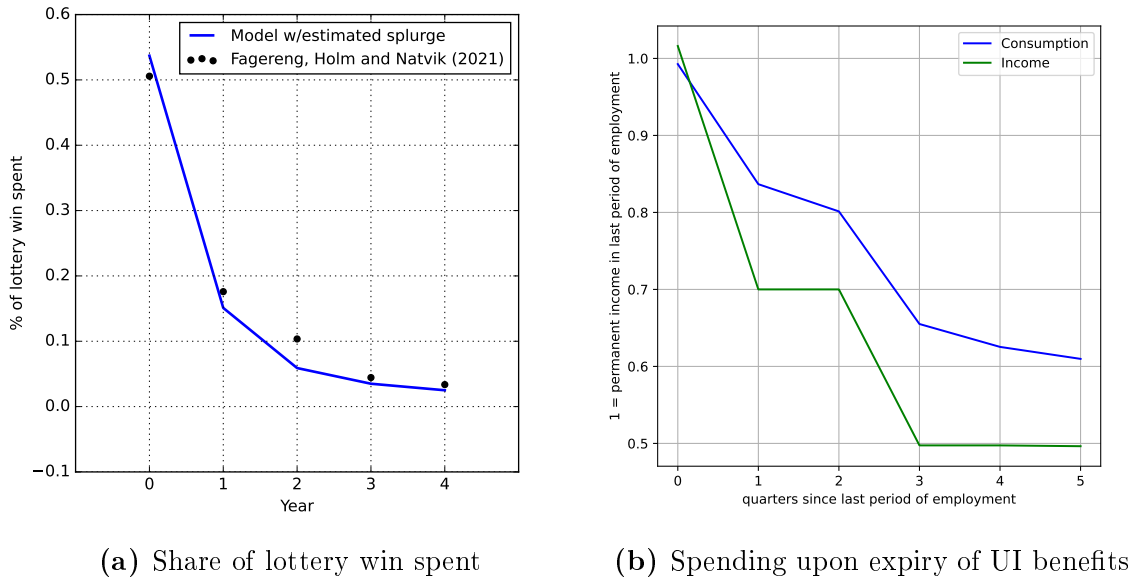 0.6
0.5
0.4
0.3
0.2
0.1
0.0
−0.1
% of lottery win spent
Model w/estimated splurge
Fagereng, Holm and Natvik (2021)
0 1 2 3 4
Year
(a) Share of lottery win spent
1.0
0.9
0.8
0.7
0.6
0.5
1 = permanent income in last period of employment
Consumption
Income
0 1 2 3 4 5
quarters since last period of employment
(b) Spending upon expiry of UI benefits